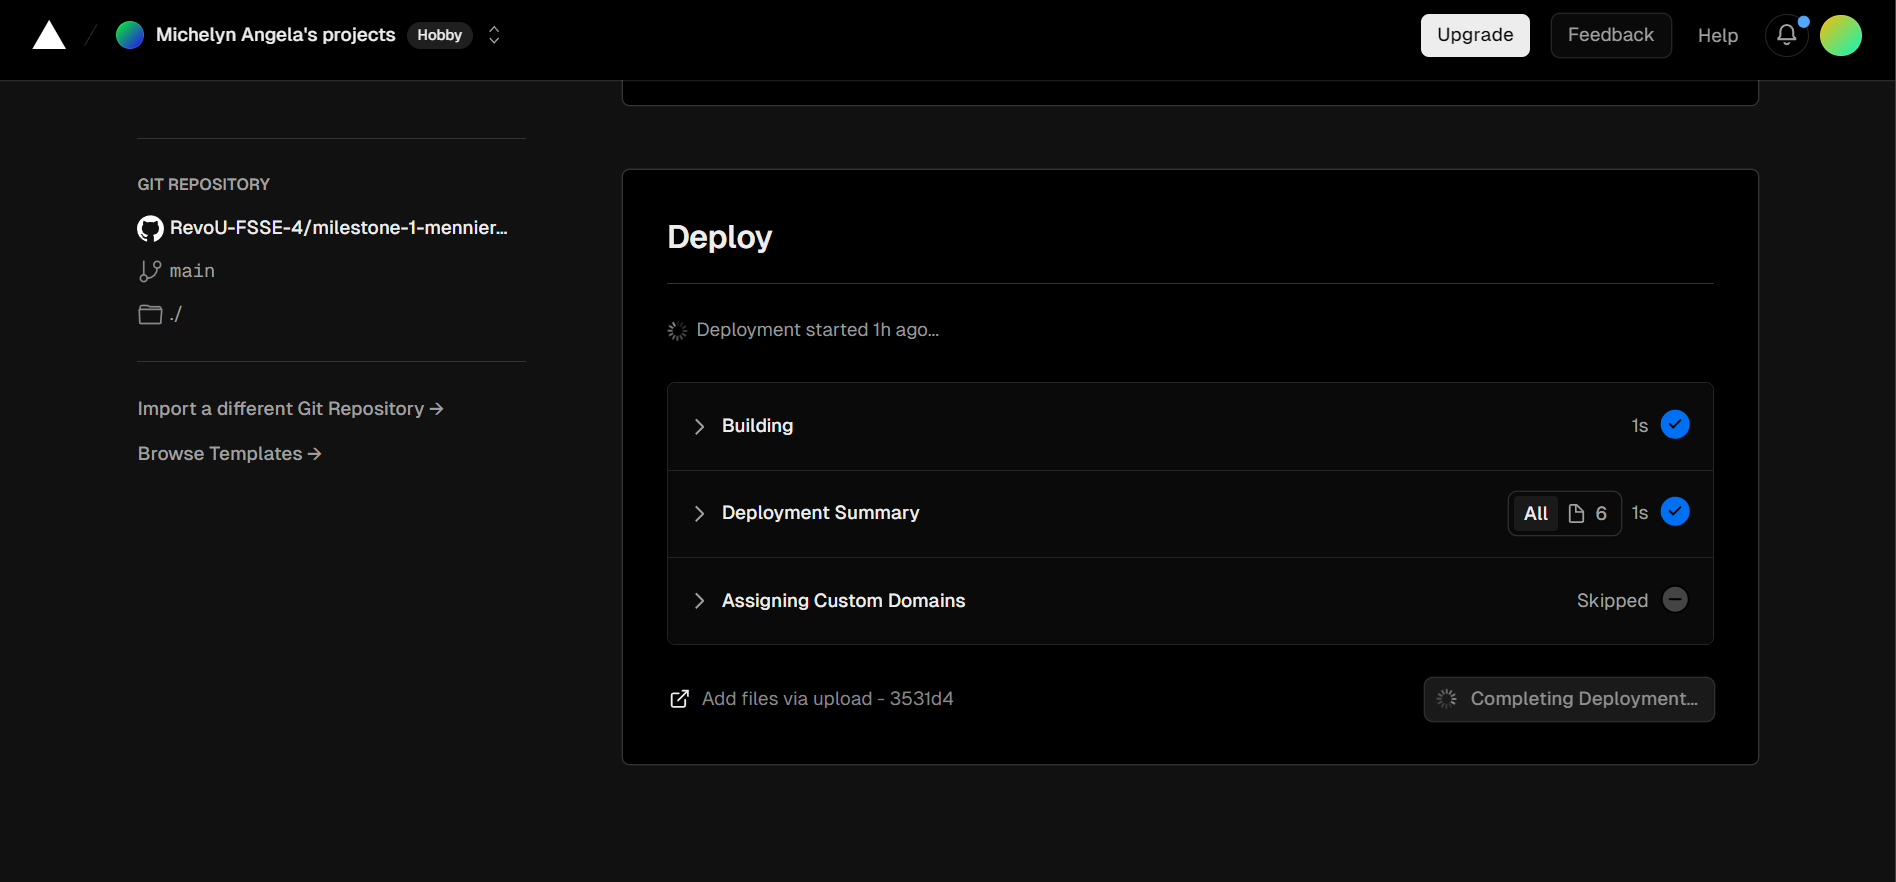 Michelyn Angela's projects Hobby
Upgrade Feedback Help
GIT REPOSITORY
RevoU-FSSE-4/milestone-1-mennier...
main
./
Import a different Git Repository →
Browse Templates →
Deploy
Deployment started 1h ago...
Building 1s
Deployment Summary All 6 1s
Assigning Custom Domains Skipped
Add files via upload - 3531d4
Completing Deployment...